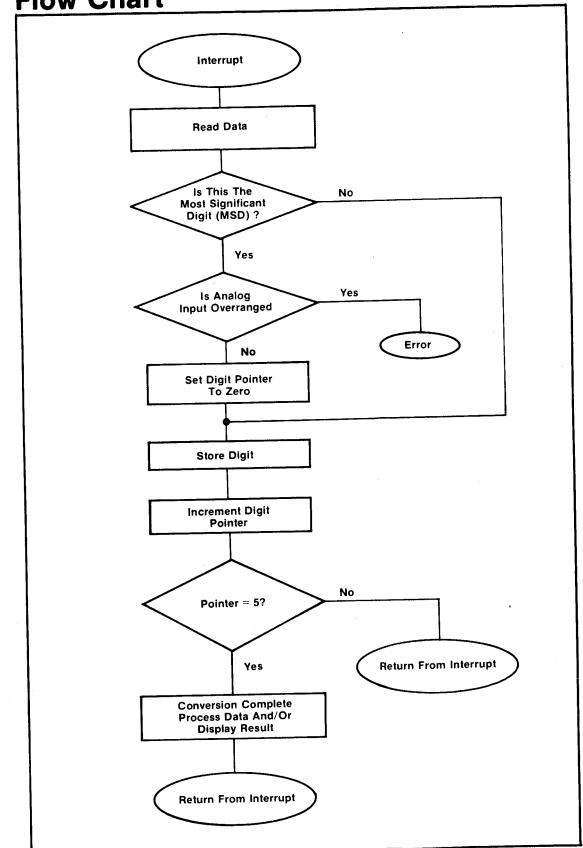 Flow Chart
Interrupt
Read Data
Is This The
Most Significant
Digit (MSD) ?
No
Yes
Is Analog
Input Overranged
Yes
Error
No
Set Digit Pointer
To Zero
Store Digit
Increment Digit
Pointer
Pointer = 5?
No
Return From Interrupt
Yes
Conversion Complete
Process Data And/Or
Display Result
Return From Interrupt